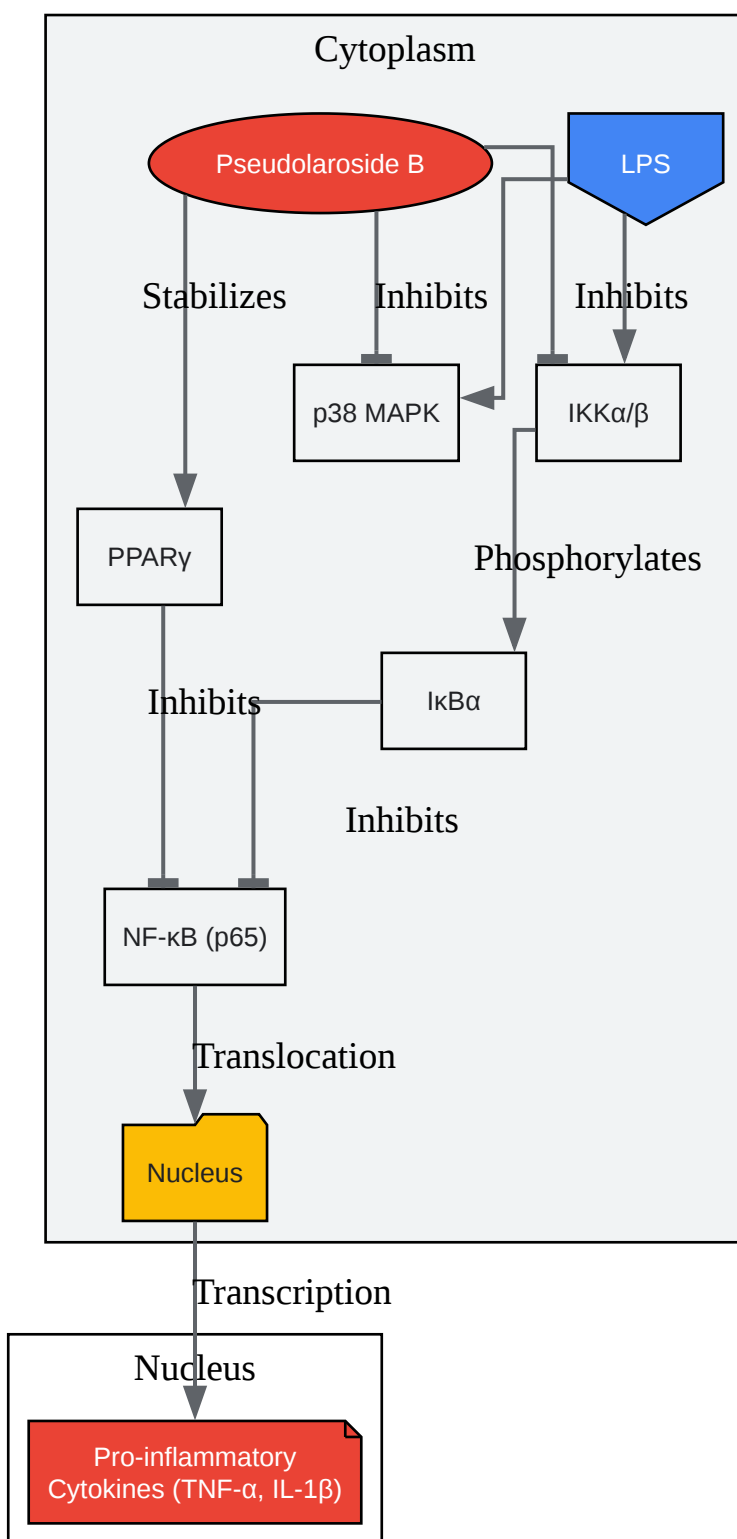 Cytoplasm
Pseudolaroside B
LPS
Stabilizes
Inhibits
Inhibits
p38 MAPK
IKKα/β
PPARγ
Phosphorylates
Inhibits
IκBα
Inhibits
NF-κB (p65)
Translocation
Nucleus
Transcription
Nucleus
Pro-inflammatory
Cytokines (TNF-α, IL-1β)